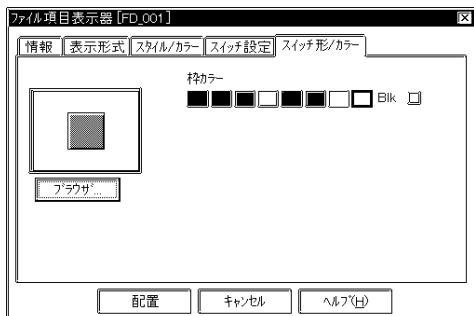 ファイル項目表示器 [FD_001]
情報 表示形式 スタイル/カラー スイッチ設定 スイッチ形/カラー
枠カラー
Blk
ブラウザ...
配置 キャンセル ヘルプ(H)